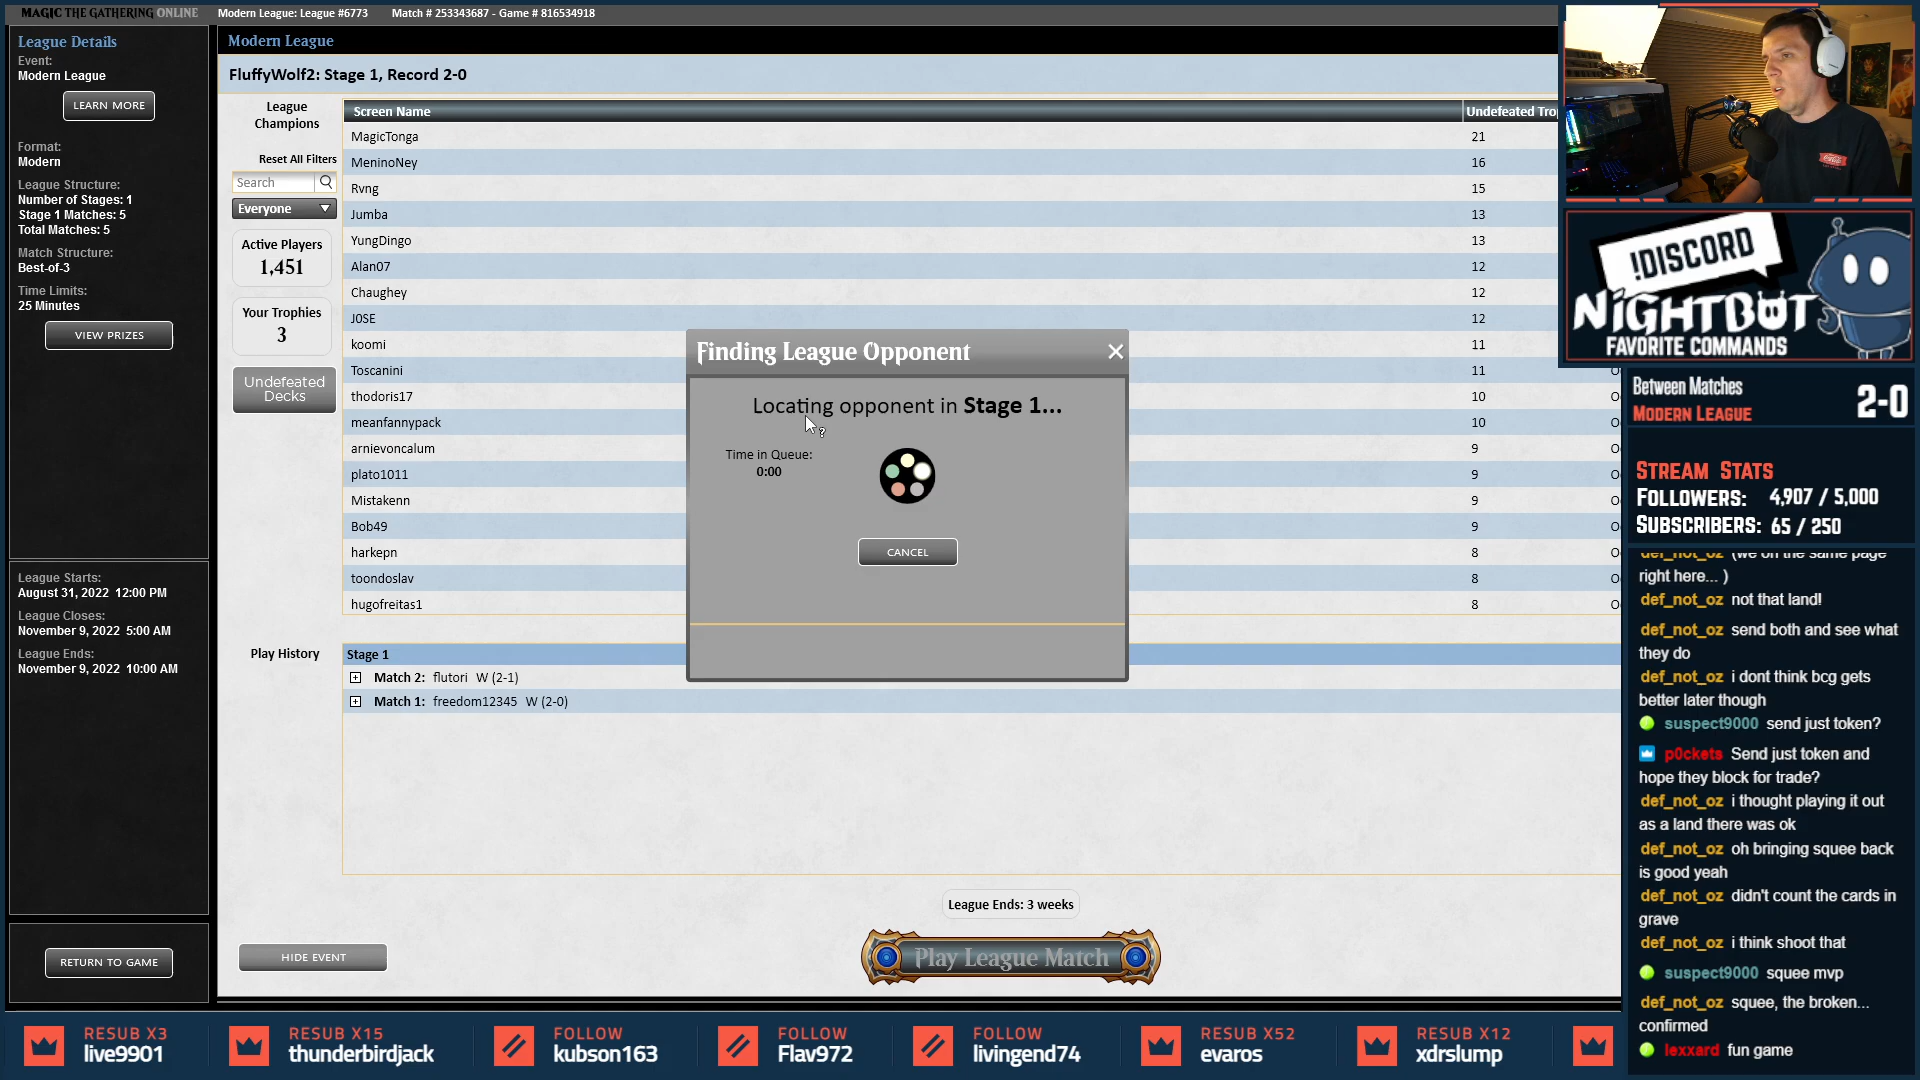 MAGIC THE GATHERING ONLINE
Modern League: League #6773
Match # 253343687 - Game # 816534918
League Details
Event:
Modern League
LEARN MORE
Format:
Modern
League Structure:
Number of Stages: 1
Stage 1 Matches: 5
Total Matches: 5
Match Structure:
Best-of-3
Time Limits:
25 Minutes
VIEW PRIZES
League Starts:
August 31, 2022 12:00 PM
League Closes:
November 9, 2022 5:00 AM
League Ends:
November 9, 2022 10:00 AM
RETURN TO GAME
Modern League
FluffyWolf2: Stage 1, Record 2-0
League
Champions
Reset All Filters
Search
Everyone
Active Players
1,451
Your Trophies
3
Undefeated
Decks
Screen Name
Undefeated Tro
MagicTonga 21
MeninoNey 16
Rvng 15
Jumba 13
YungDingo 13
Alan07 12
Chaughey 12
J0SE 12
koomi 11
Toscanini 11 O
thodoris17 10 O
meanfannypack 10 O
arnievoncalum 9 O
plato1011 9 O
Mistakenn 9 O
Bob49 9 O
harkepn 8 O
toondoslav 8 O
hugofreitas1 8 O
Finding League Opponent
Locating opponent in Stage 1...
Time in Queue:
0:00
CANCEL
Play History
Stage 1
Match 2: flutori W (2-1)
Match 1: freedom12345 W (2-0)
League Ends: 3 weeks
HIDE EVENT
Play League Match
!DISCORD
NiGHTBOT
FAVORITE COMMANDS
Between Matches
MODERN LEAGUE
2-0
STREAM STATS
FOLLOWERS: 4,907 / 5,000
SUBSCRIBERS: 65 / 250
def_not_oz (we on the same page
right here... )
def_not_oz not that land!
def_not_oz send both and see what
they do
def_not_oz i dont think bcg gets
better later though
suspect9000 send just token?
p0ckets Send just token and
hope they block for trade?
def_not_oz i thought playing it out
as a land there was ok
def_not_oz oh bringing squee back
is good yeah
def_not_oz didn't count the cards in
grave
def_not_oz i think shoot that
suspect9000 squee mvp
def_not_oz squee, the broken...
confirmed
lexxard fun game
RESUB X3
live9901
RESUB X15
thunderbirdjack
FOLLOW
kubson163
FOLLOW
Flav972
FOLLOW
livingend74
RESUB X52
evaros
RESUB X12
xdrslump